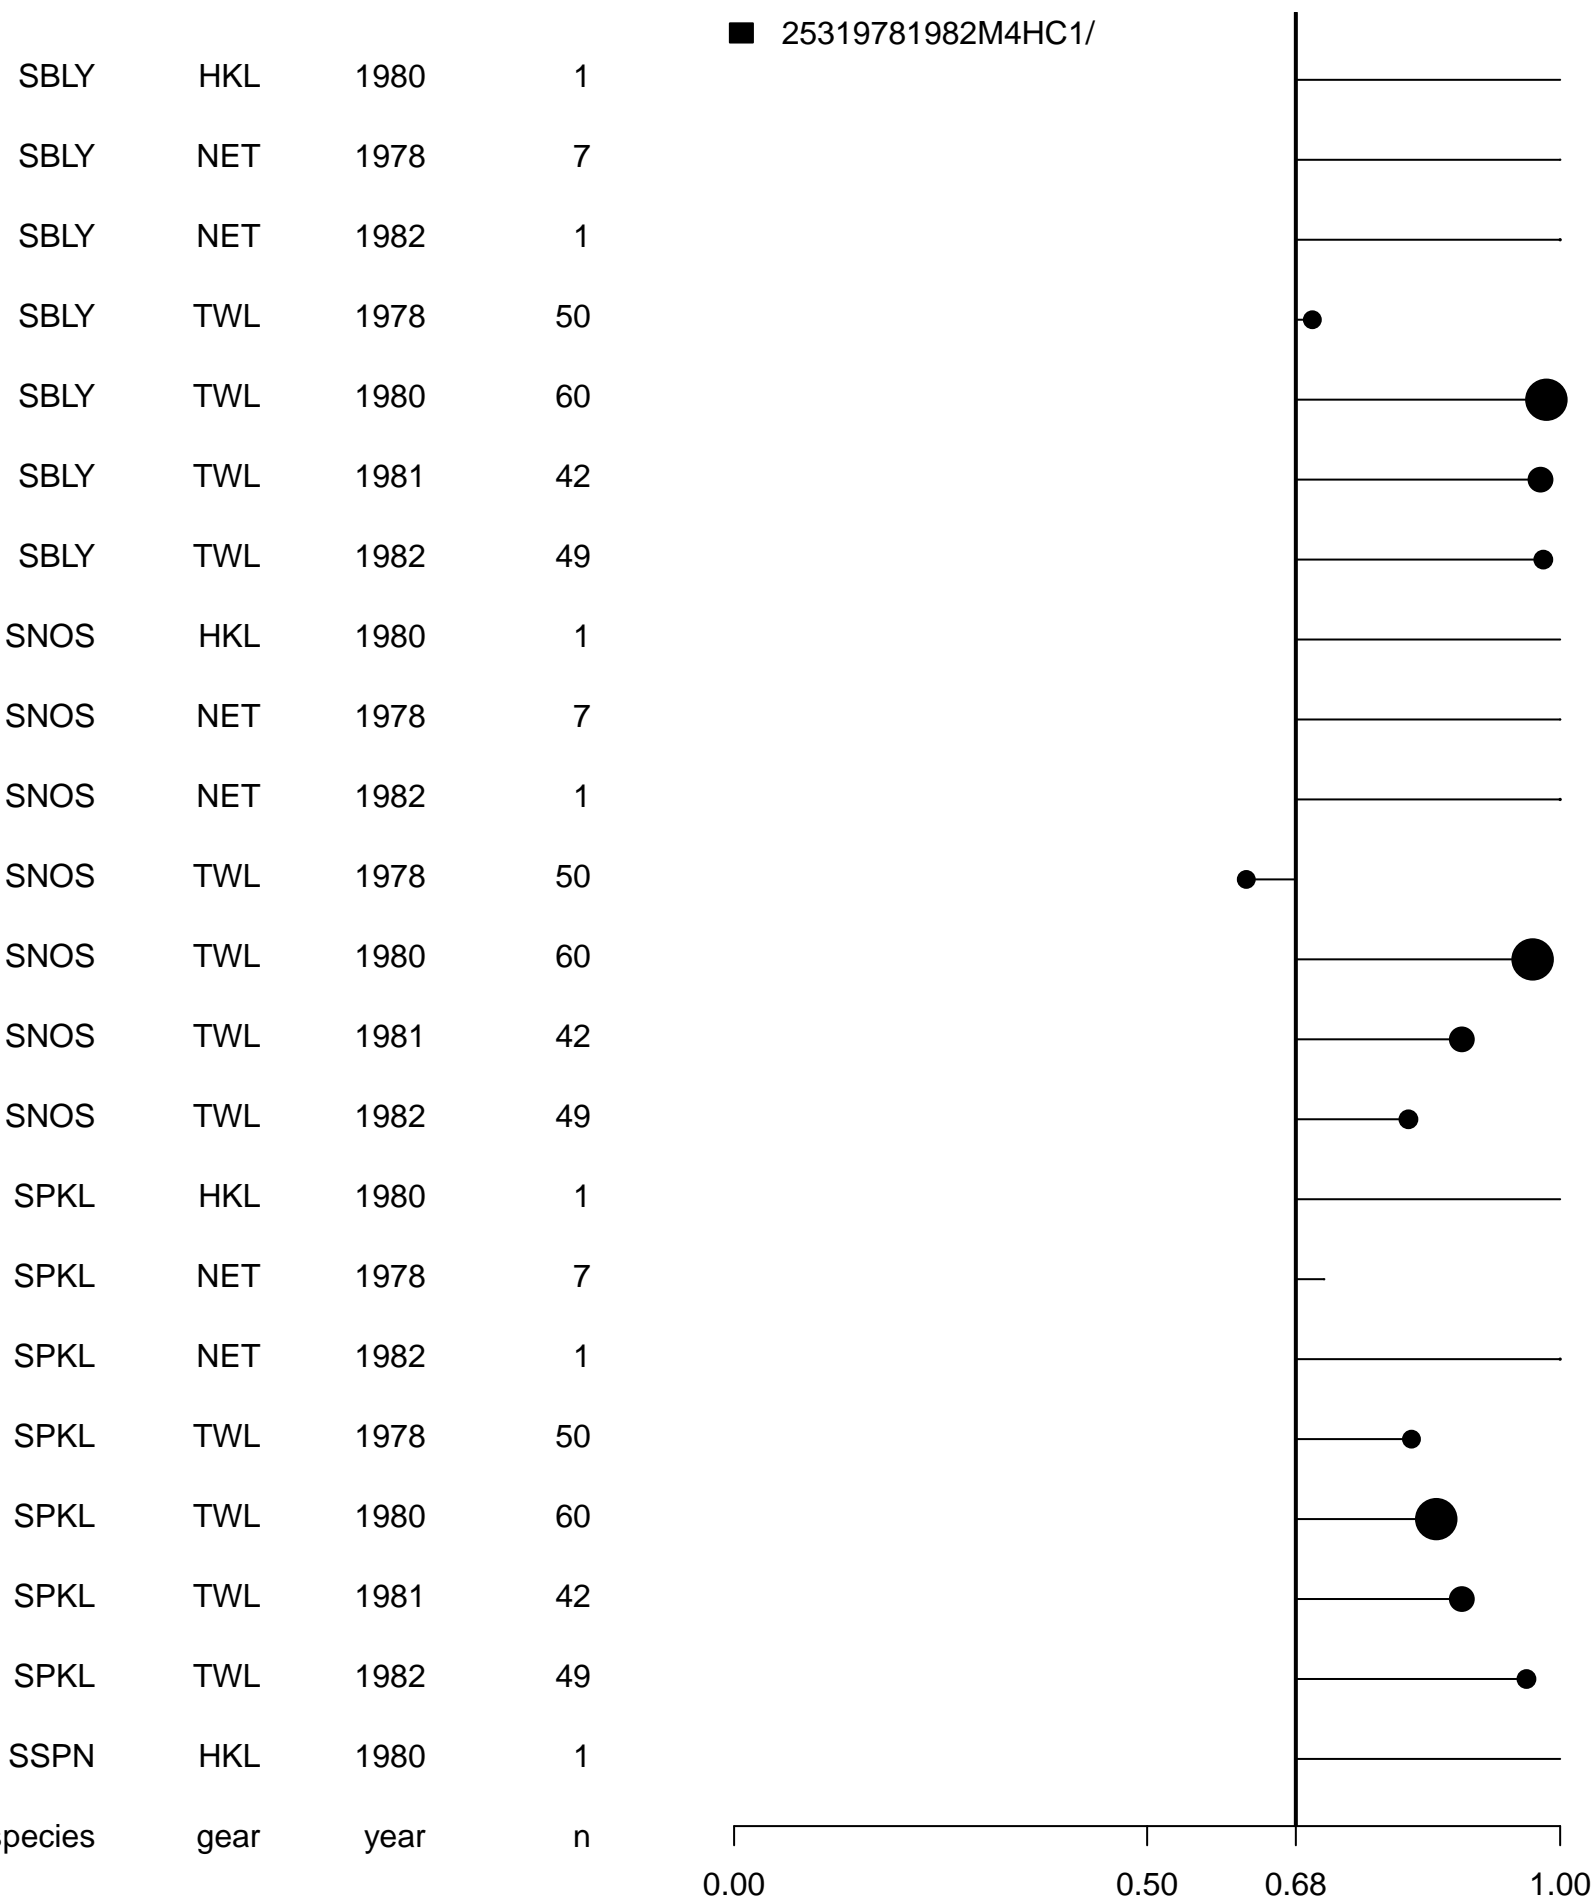 25319781982M4HC1/
SBLY HKL 1980 1
SBLY NET 1978 7
SBLY NET 1982 1
SBLY TWL 1978 50
SBLY TWL 1980 60
SBLY TWL 1981 42
SBLY TWL 1982 49
SNOS HKL 1980 1
SNOS NET 1978 7
SNOS NET 1982 1
SNOS TWL 1978 50
SNOS TWL 1980 60
SNOS TWL 1981 42
SNOS TWL 1982 49
SPKL HKL 1980 1
SPKL NET 1978 7
SPKL NET 1982 1
SPKL TWL 1978 50
SPKL TWL 1980 60
SPKL TWL 1981 42
SPKL TWL 1982 49
SSPN HKL 1980 1
species gear year n
0.00 0.50 0.68 1.00